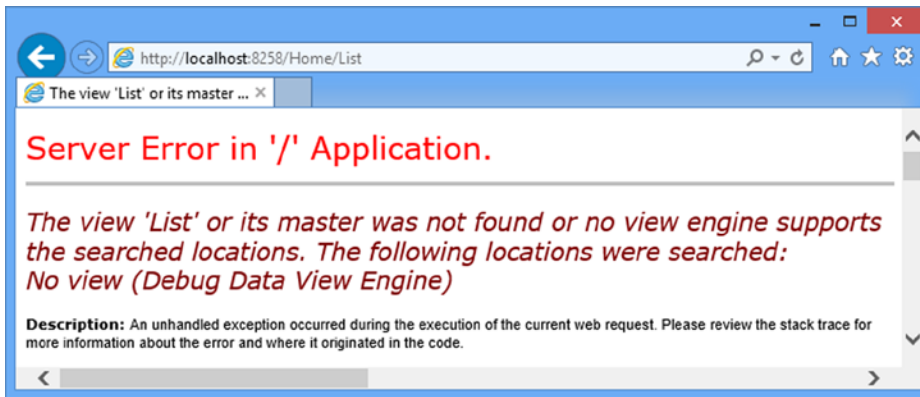 http://localhost:8258/Home/List
The view 'List' or its master ...
Server Error in '/' Application.
The view 'List' or its master was not found or no view engine supports
the searched locations. The following locations were searched:
No view (Debug Data View Engine)
Description: An unhandled exception occurred during the execution of the current web request. Please review the stack trace for
more information about the error and where it originated in the code.